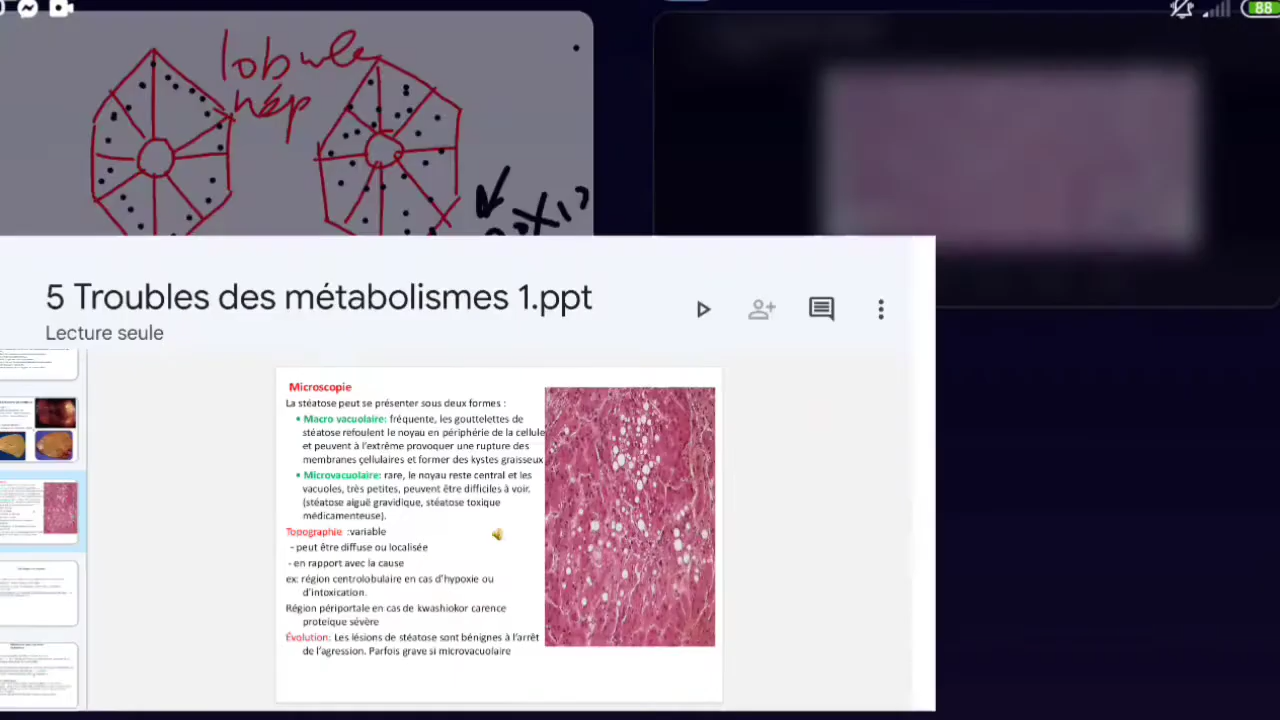 88
lobule
hép
5 Troubles des métabolismes 1.ppt
Lecture seule
Microscopie
La stéatose peut se présenter sous deux formes :
• Macro vacuolaire: fréquente, les gouttelettes de
stéatose refoulent le noyau en périphérie de la cellule
et peuvent à l'extrême provoquer une rupture des
membranes cellulaires et former des kystes graisseux
• Microvacuolaire: rare, le noyau reste central et les
vacuoles, très petites, peuvent être difficiles à voir.
(stéatose aiguë gravidique, stéatose toxique
médicamenteuse).
Topographie :variable
- peut être diffuse ou localisée
- en rapport avec la cause
ex: région centrolobulaire en cas d'hypoxie ou
d'intoxication.
Région périportale en cas de kwashiokor carence
protéique sévère
Évolution: Les lésions de stéatose sont bénignes à l'arrêt
de l'agression. Parfois grave si microvacuolaire